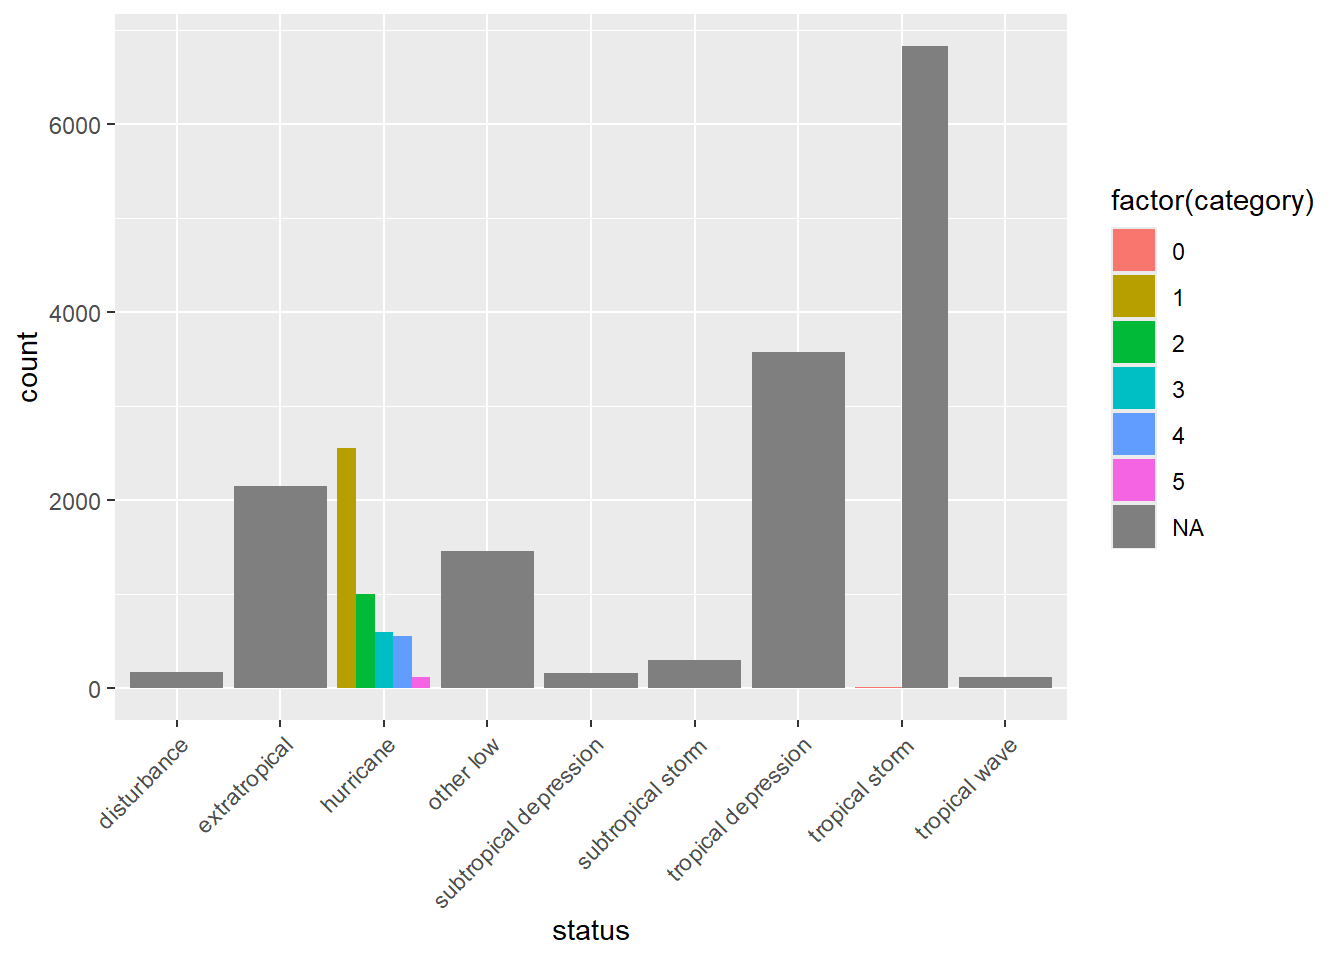 6000
4000
2000
0
count
disturbance
extratropical
hurricane
other low
subtropical depression
subtropical storm
tropical depression
tropical storm
tropical wave
status
factor(category)
0
1
2
3
4
5
NA